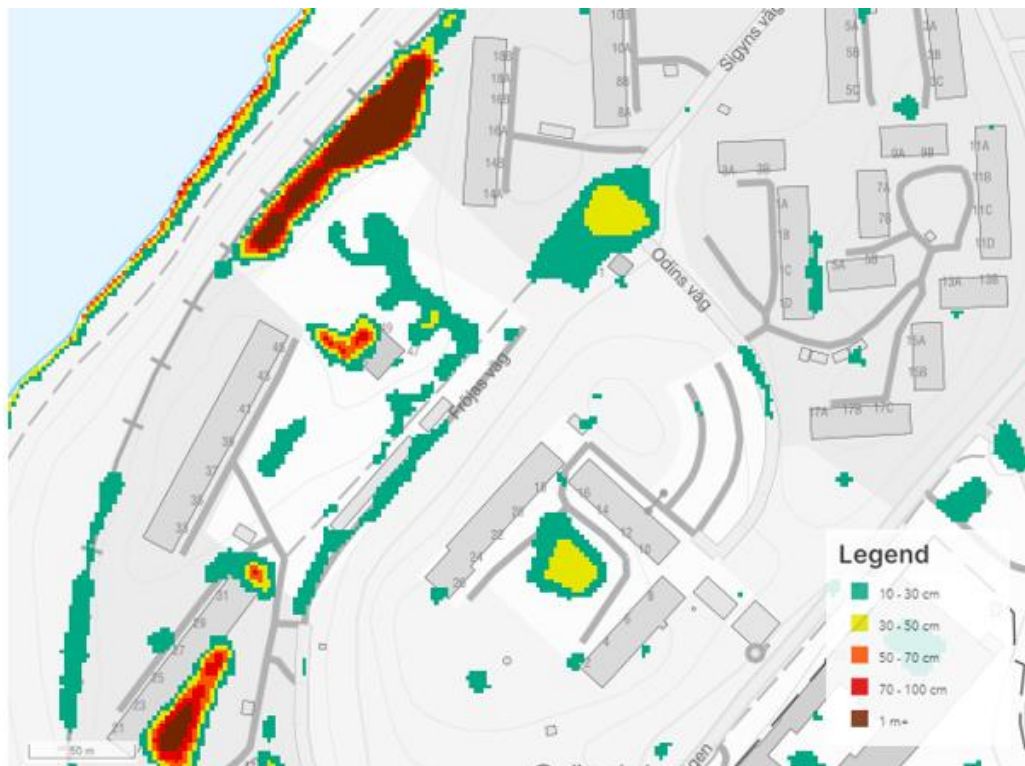 10B
10A
8B
8A
18B
18A
16B
16A
14B
14A
Sigyns väg
5A
5B
5C
3A
3B
3C
9A 9B
11A
11B
11C
11D
3A 3B
1A
1B
1C
1D
7A
7B
5A 5B
13A 13B
15A
15B
17A 17B 17C
Odins väg
1
49
47
Fröjas väg
45
43
41
39
37
35
33
31
29
27
25
23
21
18
20
22
24
26
16
14
12
10
8
6
4
2
50 m
Legend
10 - 30 cm
30 - 50 cm
50 - 70 cm
70 - 100 cm
1 m+